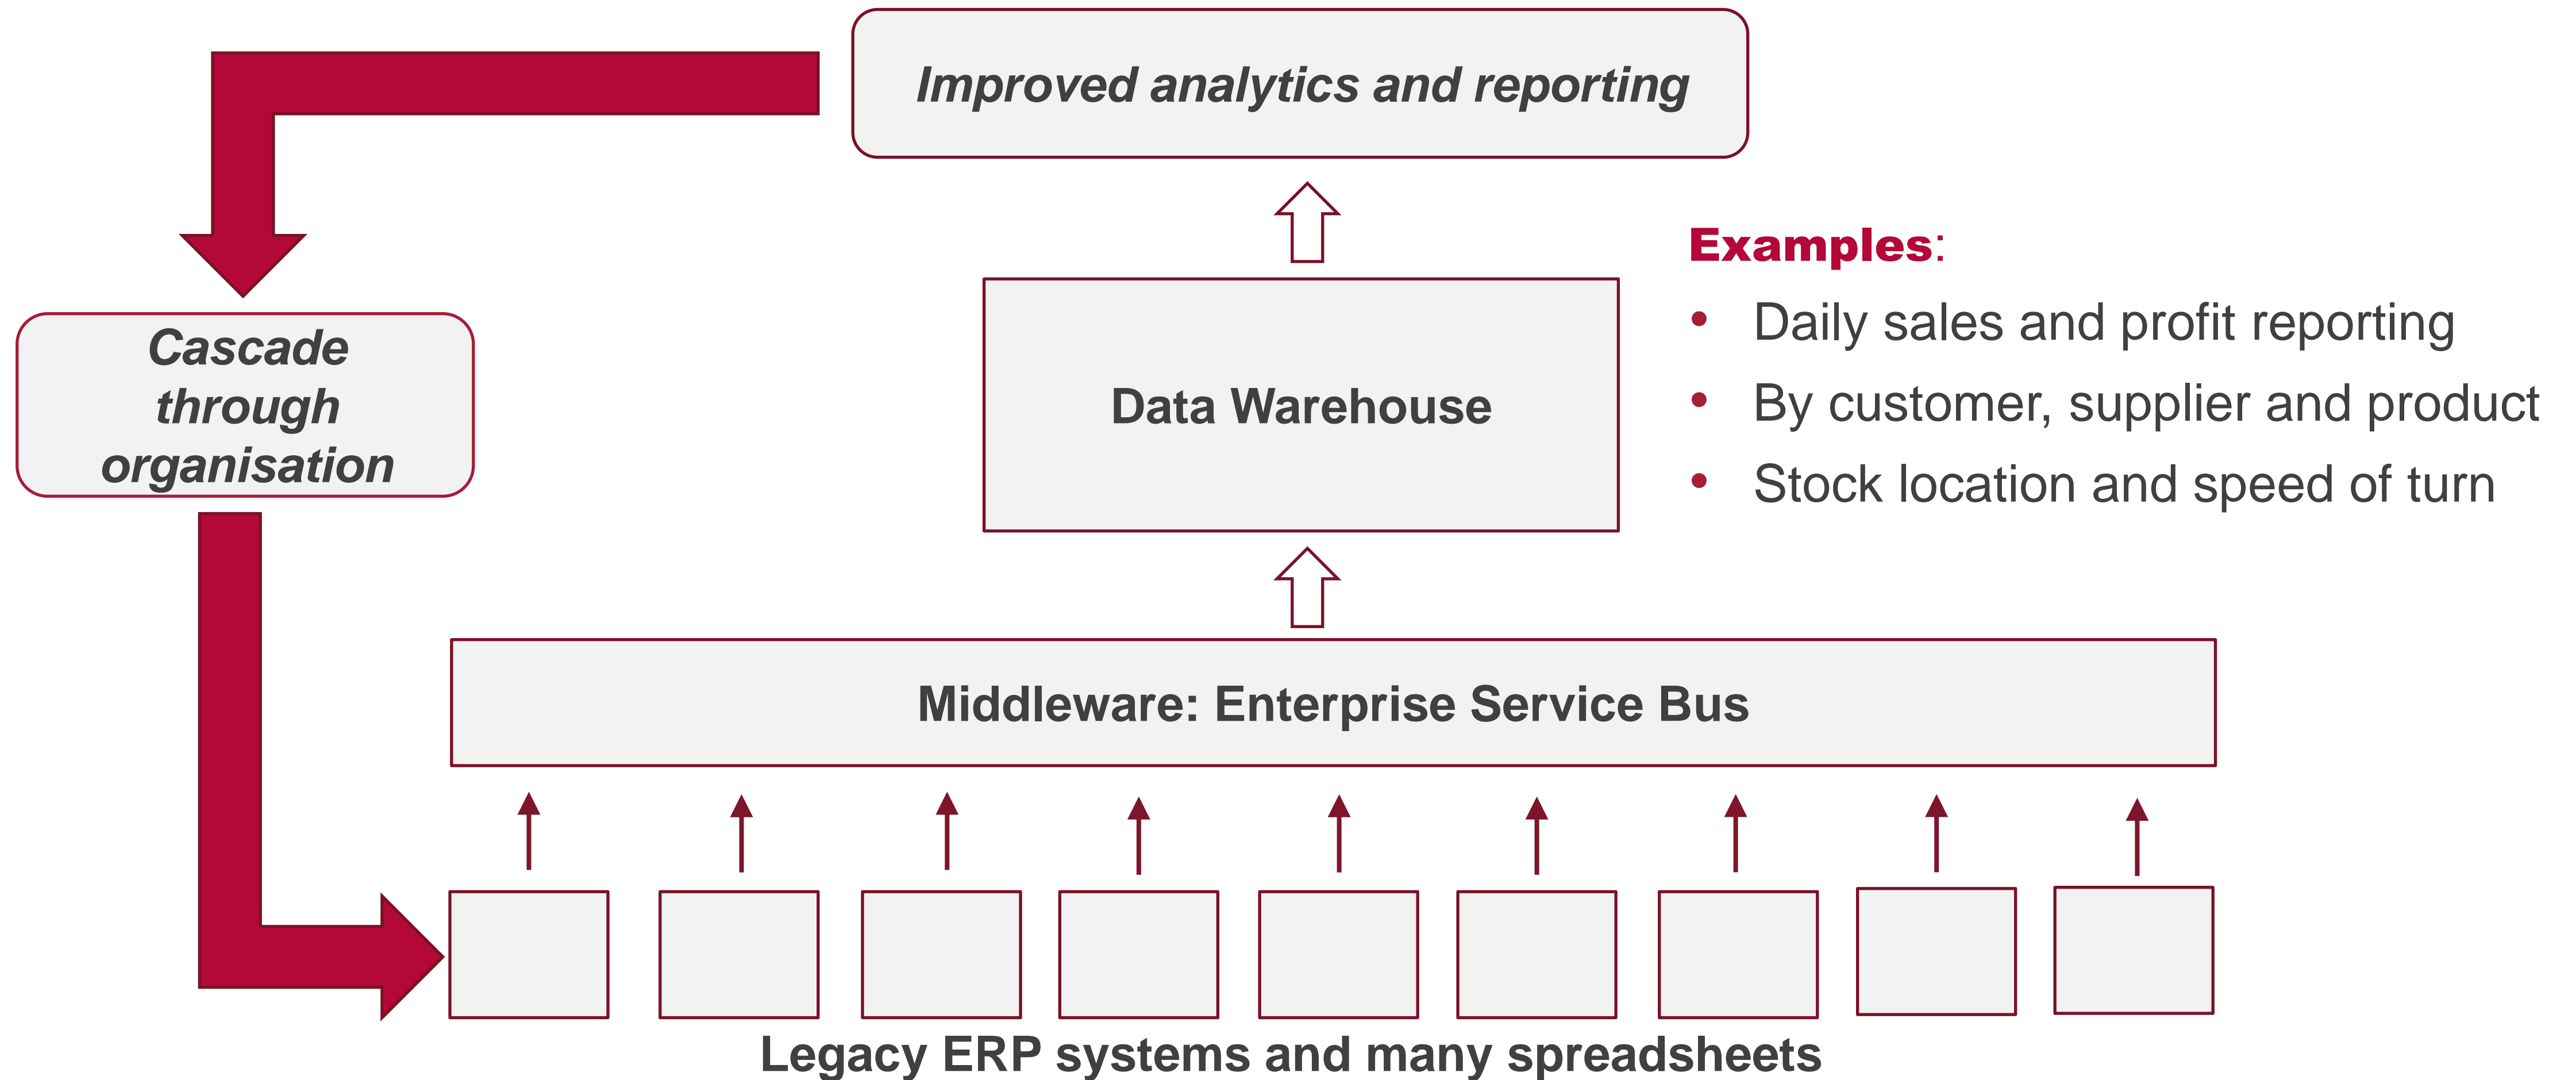 Improved analytics and reporting
Cascade
through
organisation
Data Warehouse
Examples:
• Daily sales and profit reporting
• By customer, supplier and product
• Stock location and speed of turn
Middleware: Enterprise Service Bus
Legacy ERP systems and many spreadsheets